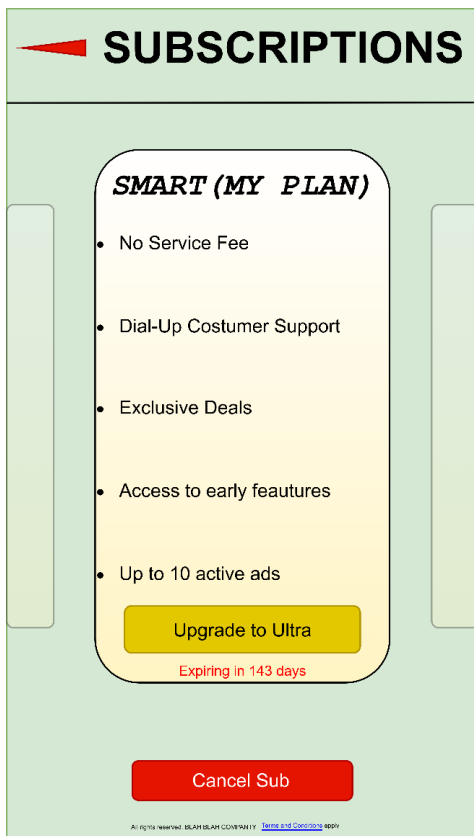 SUBSCRIPTIONS
SMART(MY PLAN)
No Service Fee
Dial-Up Costumer Support
Exclusive Deals
Access to early feautures
Up to 10 active ads
Upgrade to Ultra
Expiring in 143 days
Cancel Sub
All rights reserved. BLAH BLAH COMPANTY Terms and Conditions apply